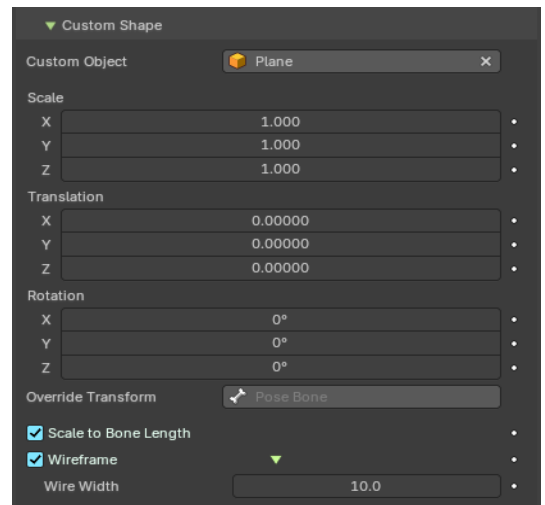 Custom Shape
Custom Object Plane
Scale
X 1.000
Y 1.000
Z 1.000
Translation
X 0.00000
Y 0.00000
Z 0.00000
Rotation
X 0°
Y 0°
Z 0°
Override Transform Pose Bone
Scale to Bone Length
Wireframe
Wire Width 10.0